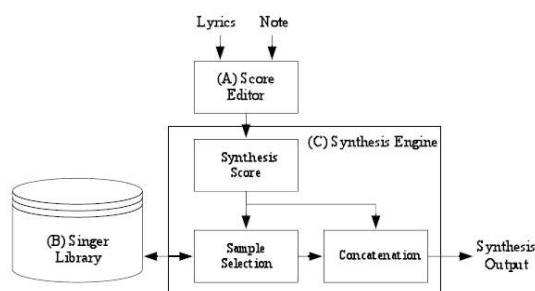 Lyrics Note
(A) Score
Editor
(C) Synthesis Engine
Synthesis
Score
(B) Singer
Library
Sample
Selection
Concatenation
Synthesis
Output